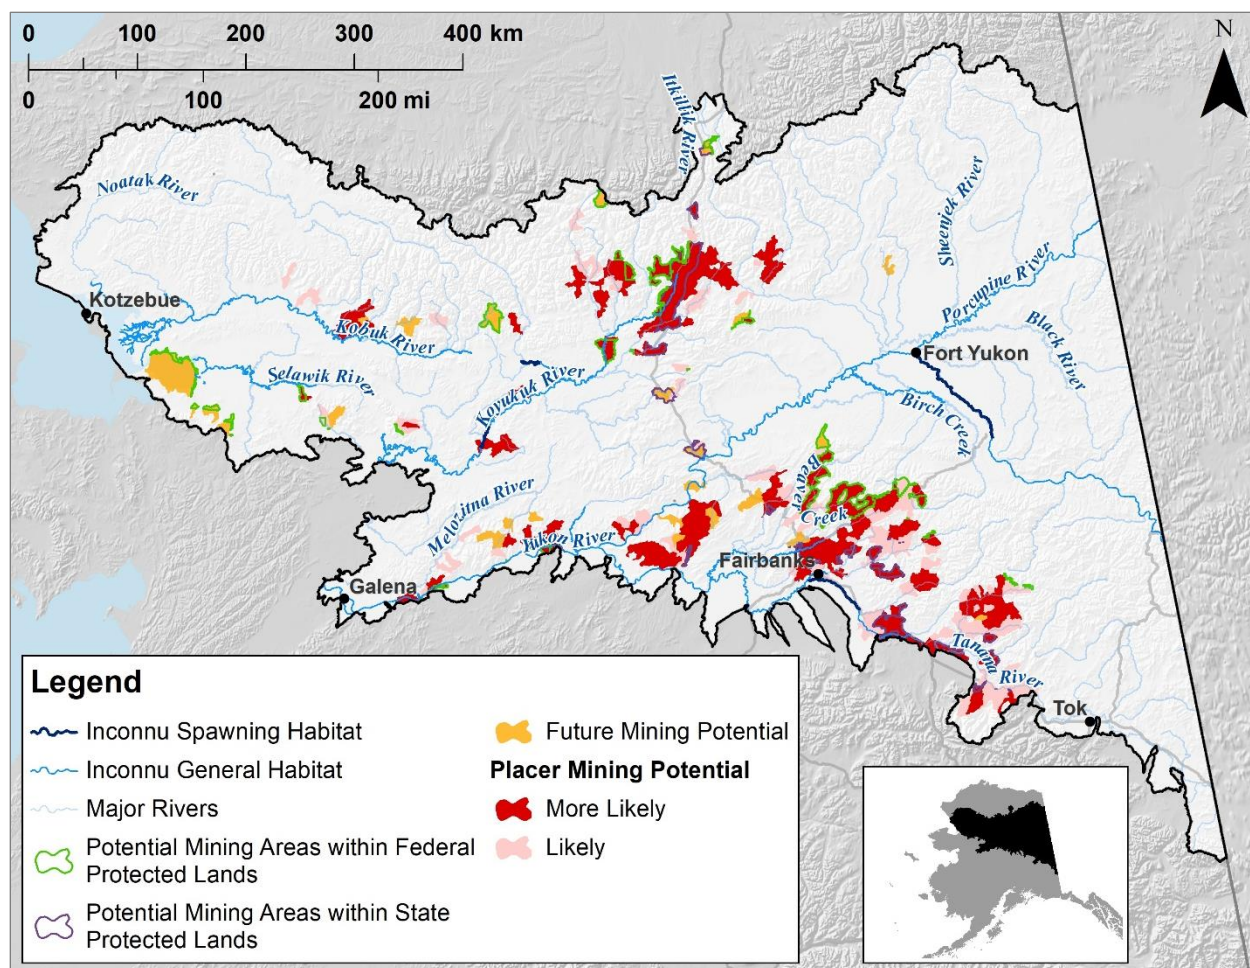 0 100 200 300 400 km
0 100 200 mi
N
Itkillik River
Noatak River
Sheenjek River
Porcupine River
Kotzebue
Kobuk River
Black River
Fort Yukon
Selawik River
Koyukuk River
Birch Creek
Beaver
Creek
Melozitna River
Yukon River
Fairbanks
Galena
Tanana
River
Tok
Legend
Inconnu Spawning Habitat
Inconnu General Habitat
Major Rivers
Potential Mining Areas within Federal
Protected Lands
Potential Mining Areas within State
Protected Lands
Future Mining Potential
Placer Mining Potential
More Likely
Likely